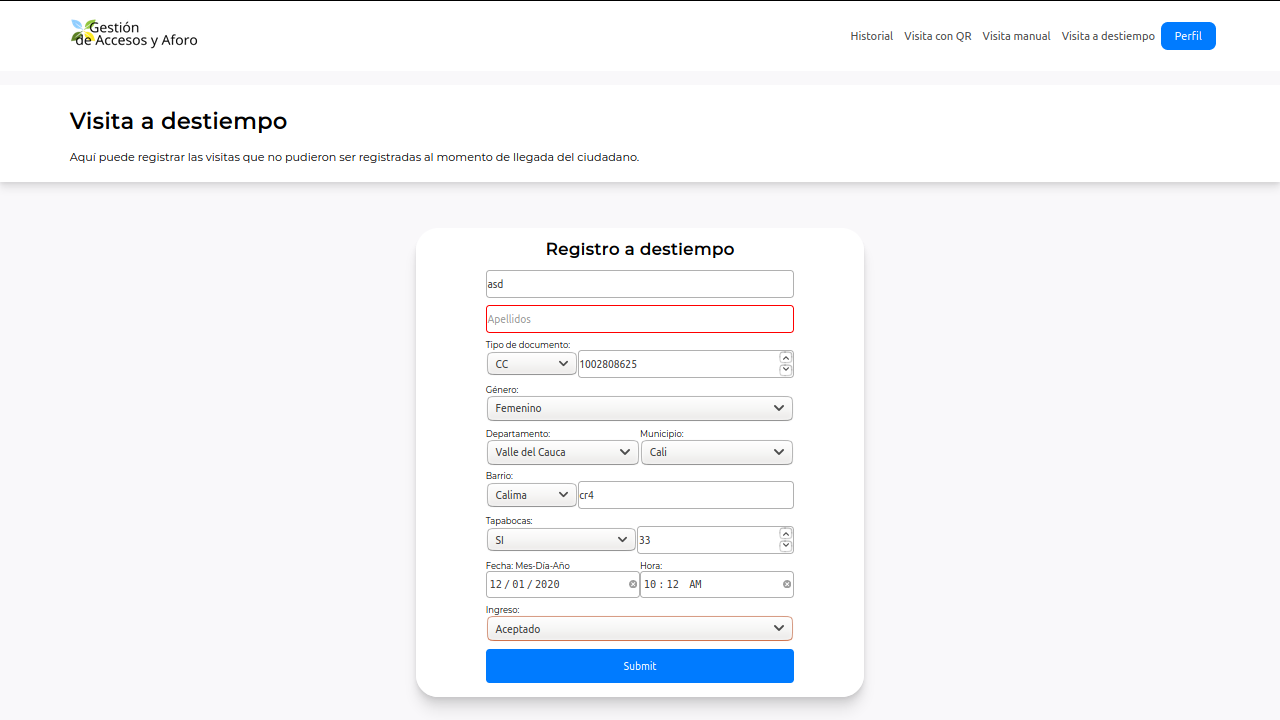 Gestión
de Accesos y Aforo
Historial Visita con QR Visita manual Visita a destiempo Perfil
Visita a destiempo
Aquí puede registrar las visitas que no pudieron ser registradas al momento de llegada del ciudadano.
Registro a destiempo
asd
Apellidos
Tipo de documento:
CC 1002808625
Género:
Femenino
Departamento: Municipio:
Valle del Cauca Cali
Barrio:
Calima cr4
Tapabocas:
SI 33
Fecha: Mes-Día-Año Hora:
12/01/2020 10:12 AM
Ingreso:
Aceptado
Submit